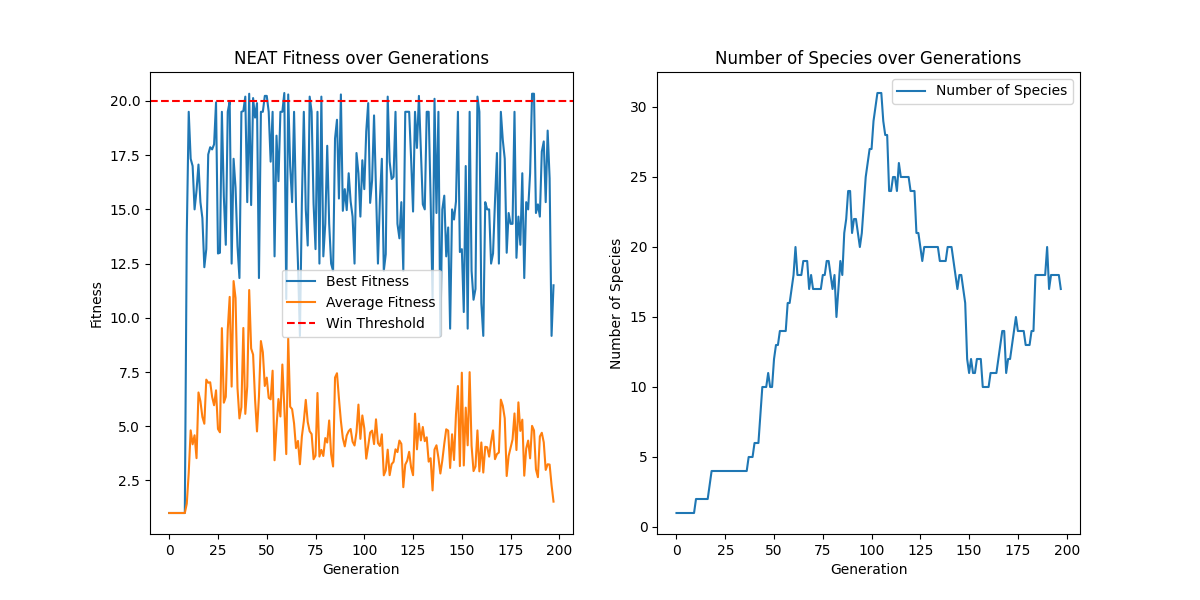 NEAT Fitness over Generations
Fitness
20.0
17.5
15.0
12.5
10.0
7.5
5.0
2.5
Best Fitness
Average Fitness
Win Threshold
0 25 50 75 100 125 150 175 200
Generation
Number of Species over Generations
Number of Species
30
25
20
15
10
5
0
Number of Species
0 25 50 75 100 125 150 175 200
Generation